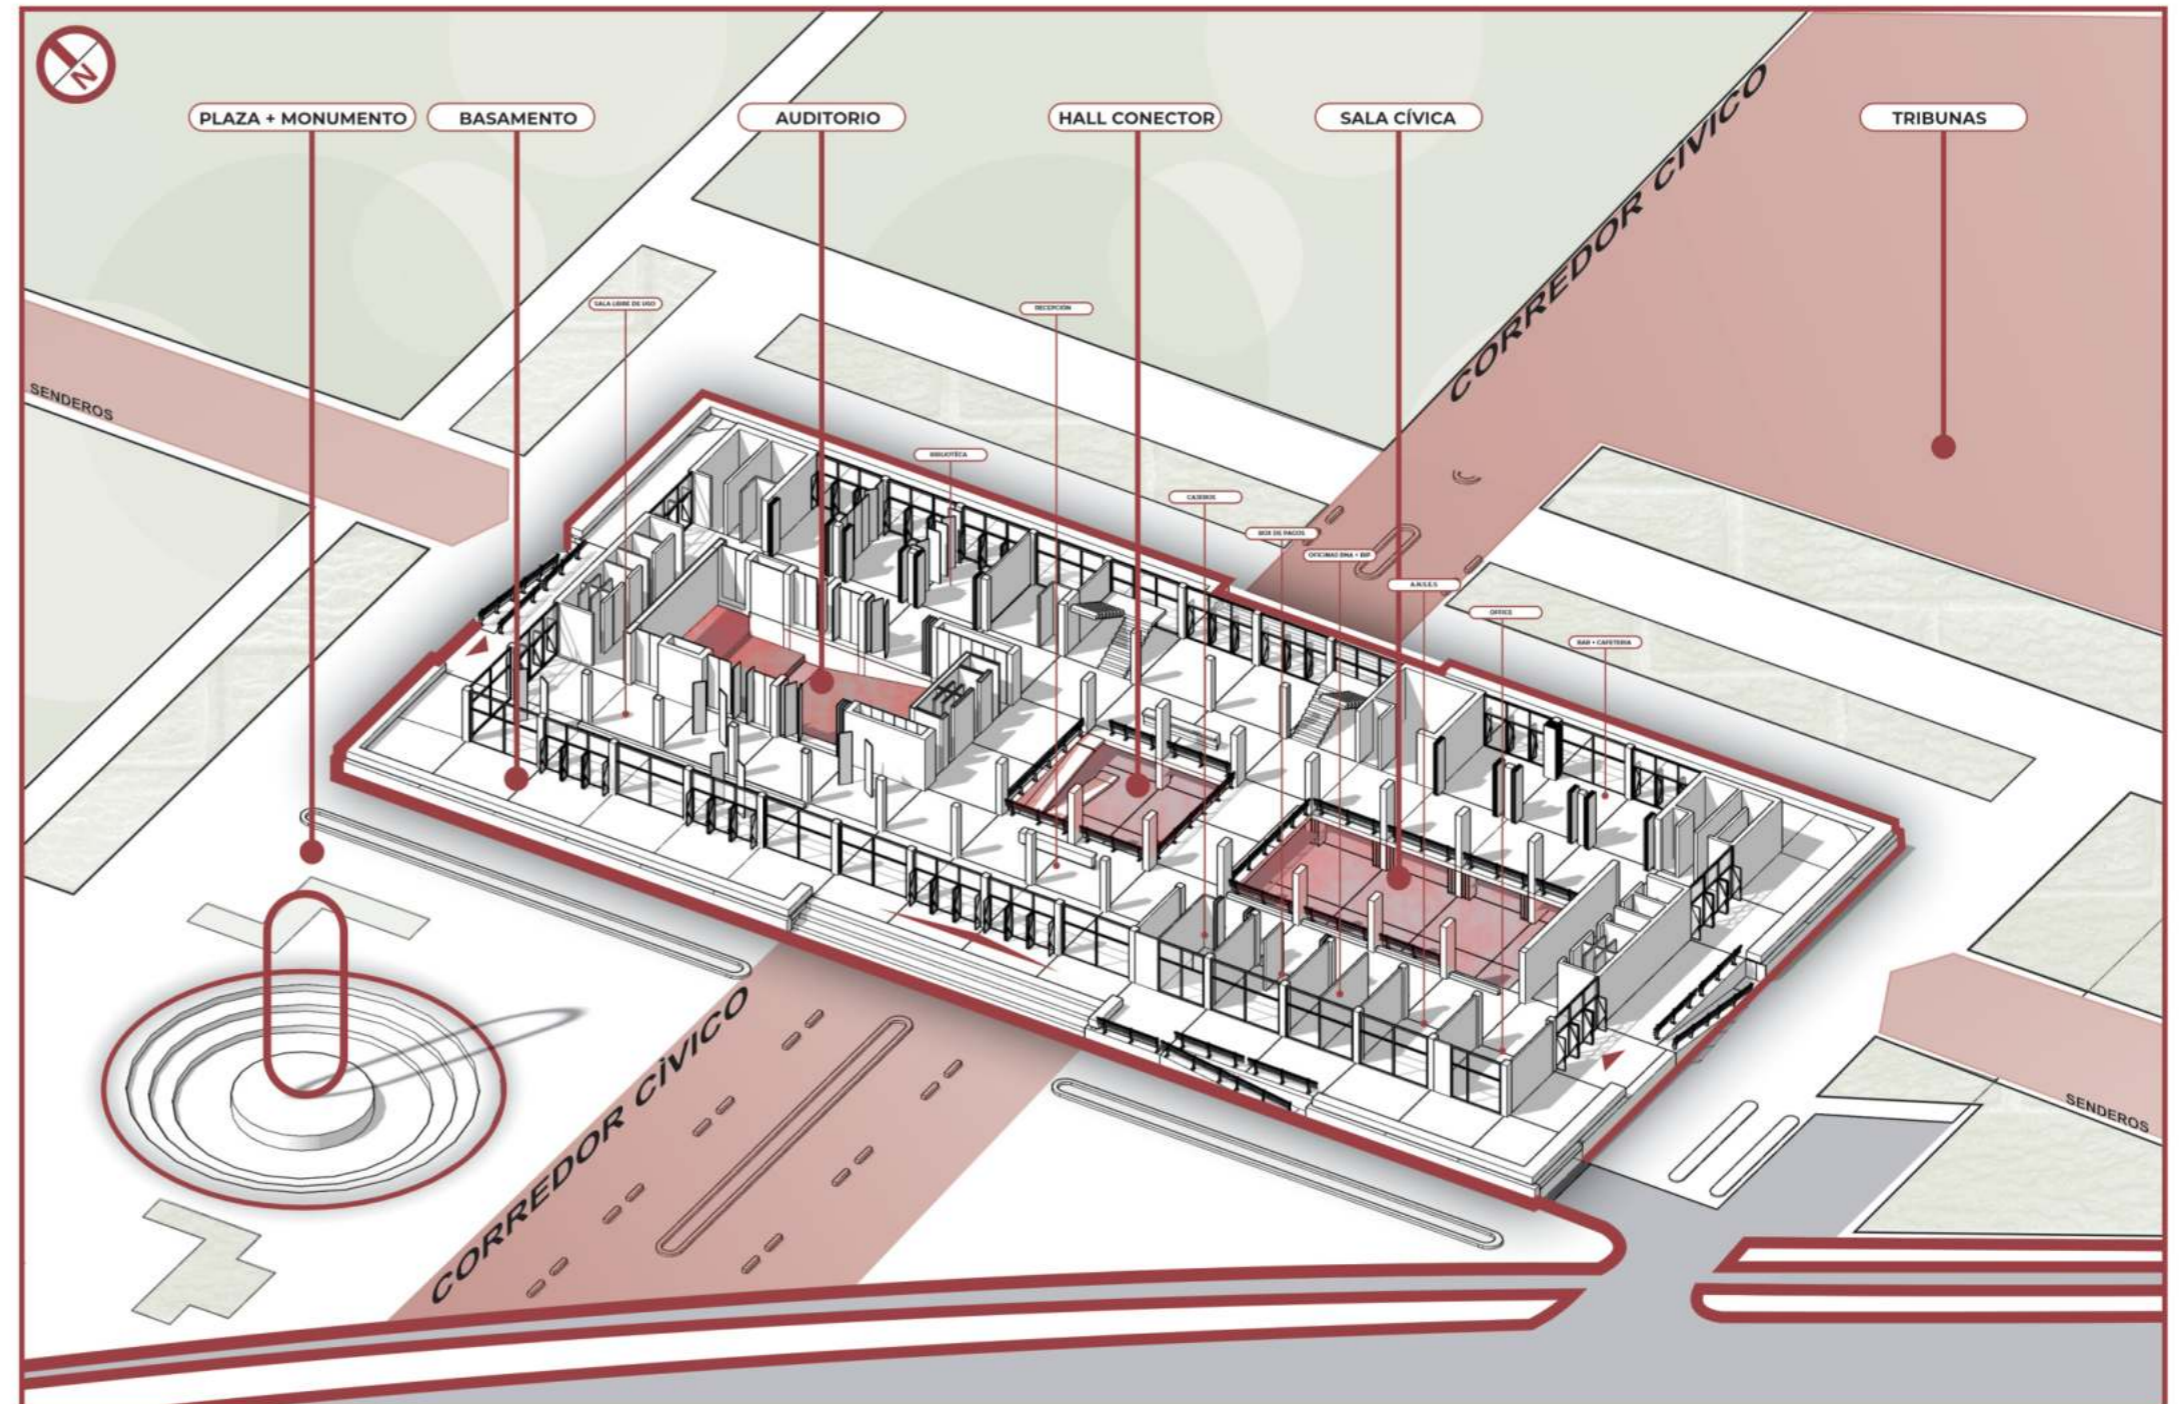 N
PLAZA + MONUMENTO
BASAMENTO
AUDITORIO
HALL CONECTOR
SALA CÍVICA
TRIBUNAS
CORREDOR CÍVICO
SALA LIBRE DE USO
RECEPCIÓN
SENDEROS
BIBLIOTECA
CAJEROS
BOX DE PAGOS
OFICINAS BNA + BIP
A.N.S.E.S
OFFICE
BAR + CAFETERIA
CORREDOR CÍVICO
SENDEROS